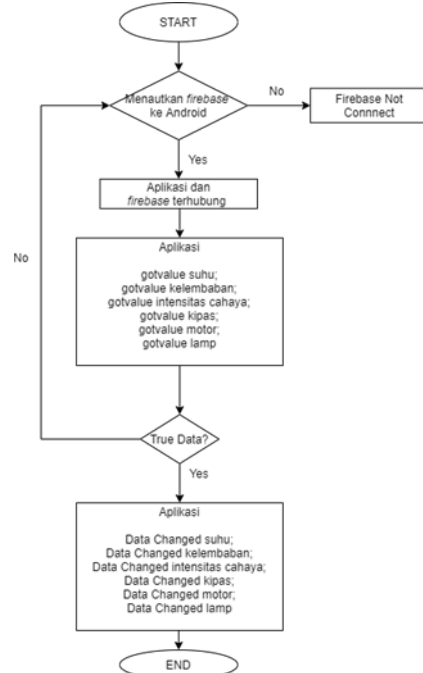 START
Menautkan firebase
ke Android
No
Firebase Not
Connnect
Yes
Aplikasi dan
firebase terhubung
Aplikasi
gotvalue suhu;
gotvalue kelembaban;
gotvalue intensitas cahaya;
gotvalue kipas;
gotvalue motor;
gotvalue lamp
No
True Data?
Yes
Aplikasi
Data Changed suhu;
Data Changed kelembaban;
Data Changed intensitas cahaya;
Data Changed kipas;
Data Changed motor;
Data Changed lamp
END